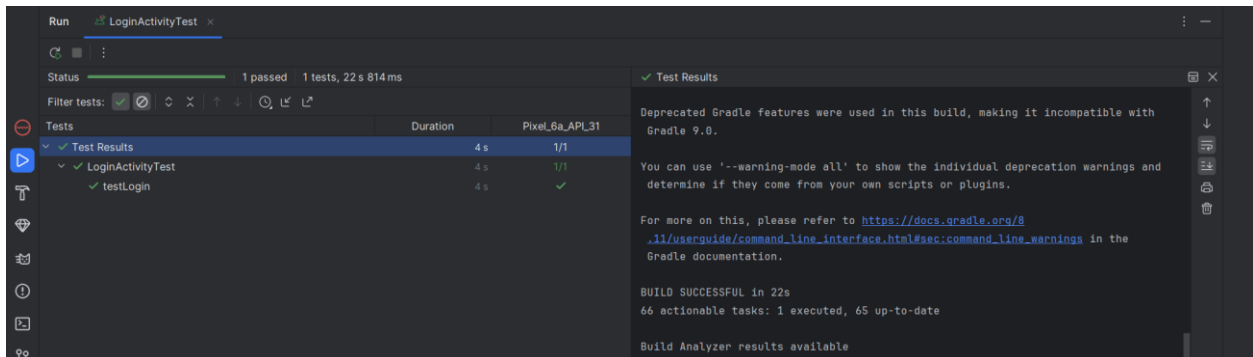 Run LoginActivityTest
Status 1 passed 1 tests, 22 s 814 ms
Filter tests:
Tests Duration Pixel_6a_API_31
Test Results 4 s 1/1
LoginActivityTest 4 s 1/1
testLogin 4 s
Test Results
Deprecated Gradle features were used in this build, making it incompatible with
Gradle 9.0.
You can use '--warning-mode all' to show the individual deprecation warnings and
determine if they come from your own scripts or plugins.
For more on this, please refer to https://docs.gradle.org/8
.11/userguide/command_line_interface.html#sec:command_line_warnings in the
Gradle documentation.
BUILD SUCCESSFUL in 22s
66 actionable tasks: 1 executed, 65 up-to-date
Build Analyzer results available